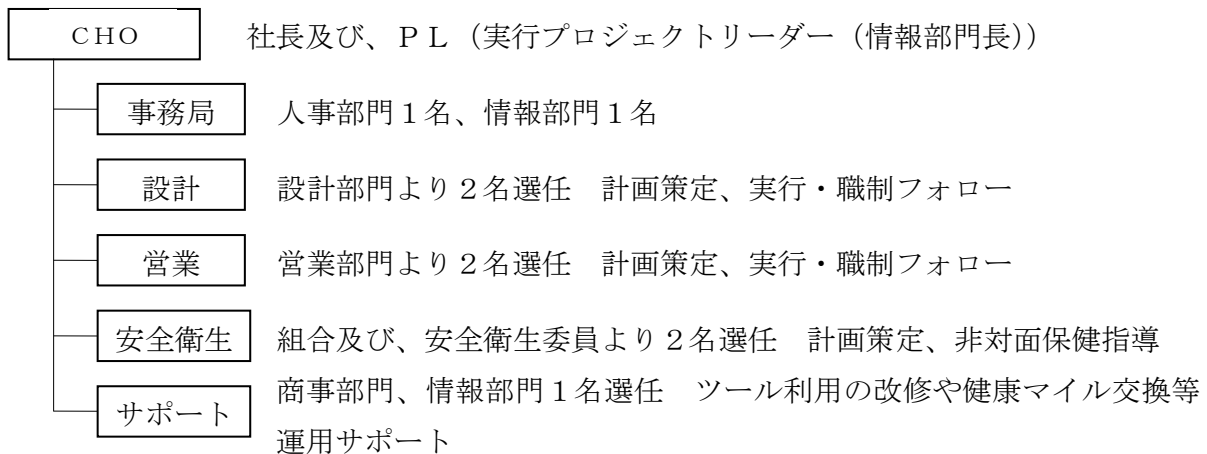 ＣＨＯ　社長及び、ＰＬ（実行プロジェクトリーダー（情報部門長））
事務局　人事部門１名、情報部門１名
設計　設計部門より２名選任　計画策定、実行・職制フォロー
営業　営業部門より２名選任　計画策定、実行・職制フォロー
安全衛生　組合及び、安全衛生委員より２名選任　計画策定、非対面保健指導
サポート　商事部門、情報部門１名選任　ツール利用の改修や健康マイル交換等
運用サポート